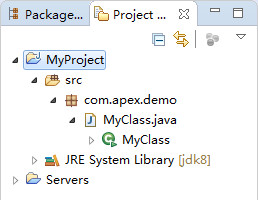 Package... Project ...
MyProject
src
com.apex.demo
MyClass.java
MyClass
JRE System Library [jdk8]
Servers